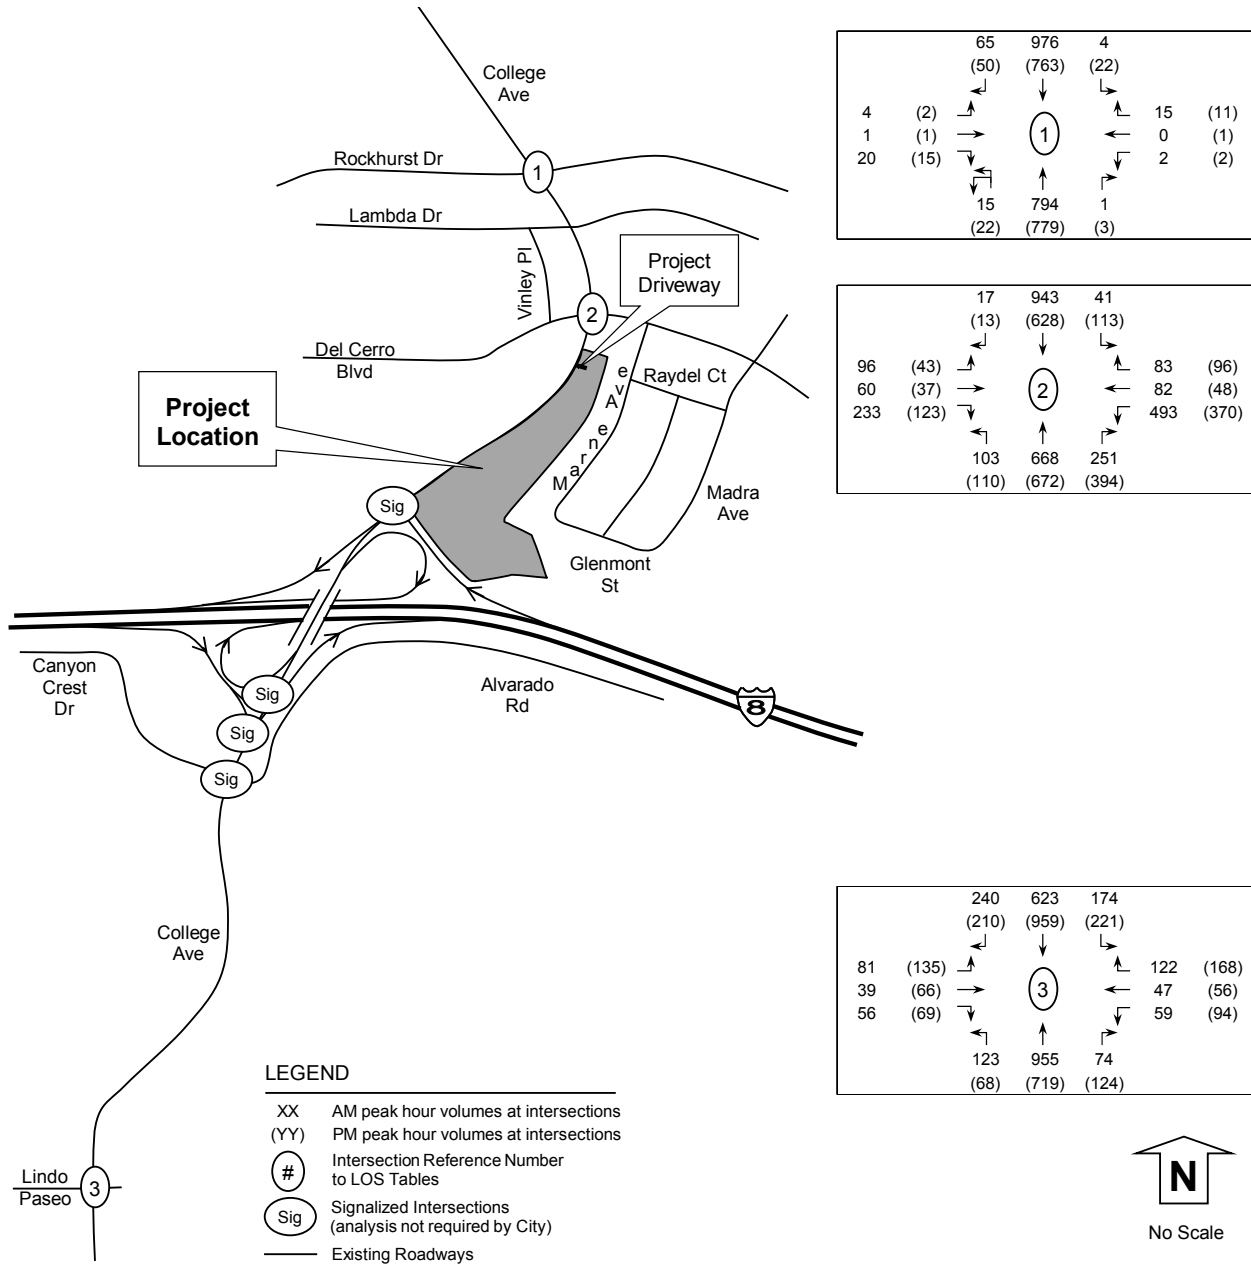 College
Ave
Rockhurst Dr
1
Lambda Dr
Vinley Pl
Project
Driveway
2
Del Cerro
Blvd
Raydel Ct
Marne Ave
Project
Location
Madra
Ave
Sig
Glenmont
St
Canyon
Crest
Dr
Sig
Alvarado
Rd
8
Sig
Sig
College
Ave
Lindo
Paseo
3
65 976 4
(50) (763) (22)
4 (2) 15 (11)
1 (1) 1 0 (1)
20 (15) 2 (2)
15 794 1
(22) (779) (3)
17 943 41
(13) (628) (113)
96 (43) 83 (96)
60 (37) 2 82 (48)
233 (123) 493 (370)
103 668 251
(110) (672) (394)
240 623 174
(210) (959) (221)
81 (135) 122 (168)
39 (66) 3 47 (56)
56 (69) 59 (94)
123 955 74
(68) (719) (124)
LEGEND
XX AM peak hour volumes at intersections
(YY) PM peak hour volumes at intersections
# Intersection Reference Number
to LOS Tables
Sig Signalized Intersections
(analysis not required by City)
Existing Roadways
N
No Scale